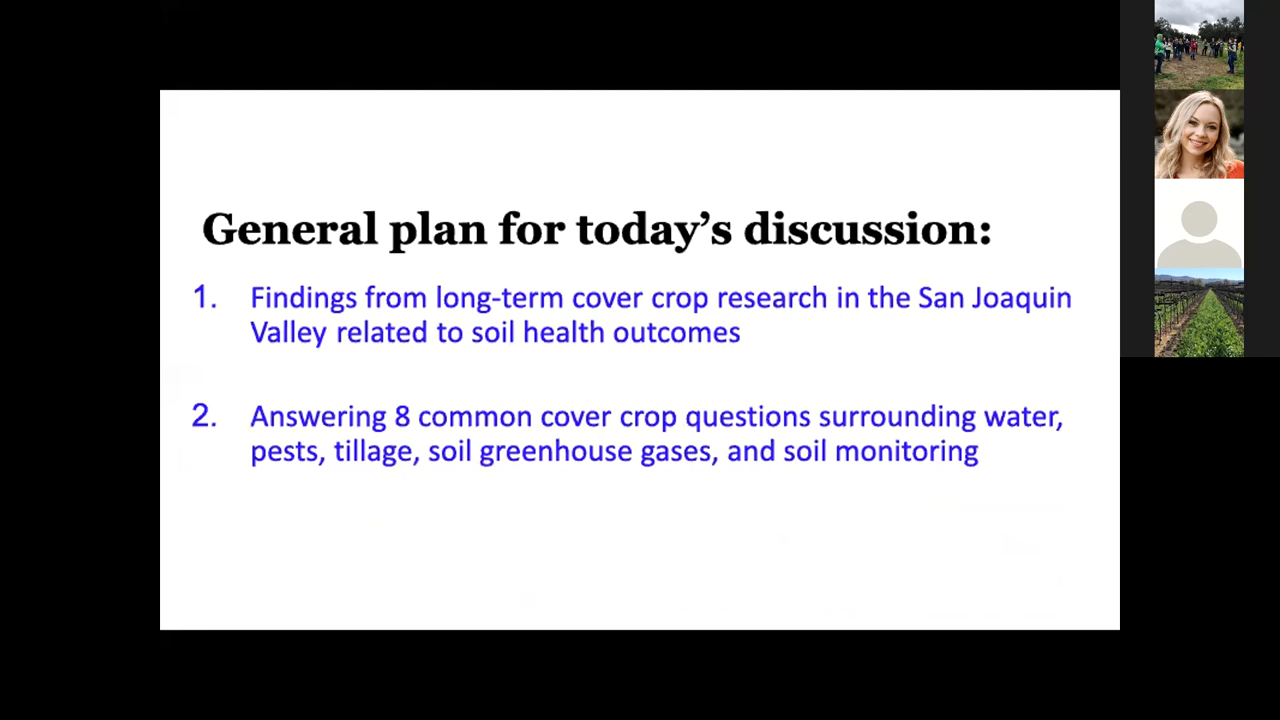 General plan for today’s discussion:
1. Findings from long-term cover crop research in the San Joaquin
Valley related to soil health outcomes
2. Answering 8 common cover crop questions surrounding water,
pests, tillage, soil greenhouse gases, and soil monitoring